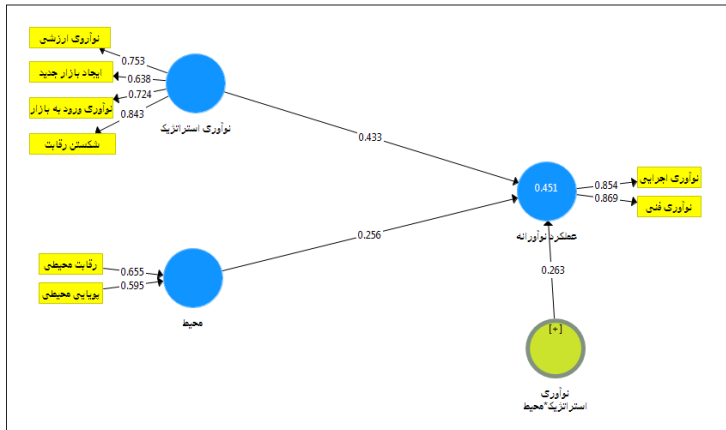 نوآروی ارزشی
ایجاد بازار جدید
نوآوری ورود به بازار
شکستن رقابت
0.753
0.638
0.724
0.843
نوآوری استراتژیک
0.433
0.451
عملکرد نوآورانه
0.854
0.869
نوآوری اجرایی
نوآوری فنی
رقابت محیطی
پویایی محیطی
0.655
0.595
محیط
0.256
0.263
[+]
نوآوری
استراتژیک*محیط